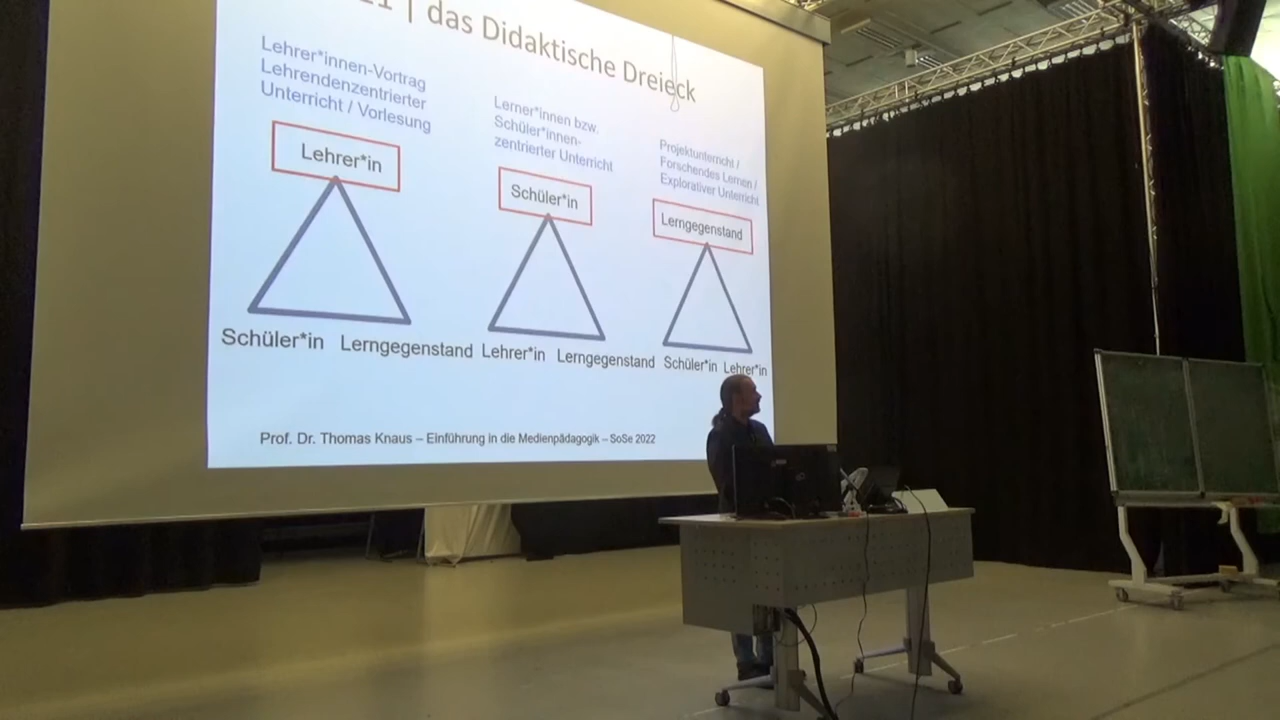 11 | das Didaktische Dreieck
Lehrer*innen-Vortrag
Lehrendenzentrierter
Unterricht / Vorlesung
Lehrer*in
Schüler*in Lerngegenstand
Lerner*innen bzw.
Schüler*innen-
zentrierter Unterricht
Schüler*in
Lehrer*in Lerngegenstand
Projektunterricht /
Forschendes Lernen /
Explorativer Unterricht
Lerngegenstand
Schüler*in Lehrer*in
Prof. Dr. Thomas Knaus – Einführung in die Medienpädagogik – SoSe 2022